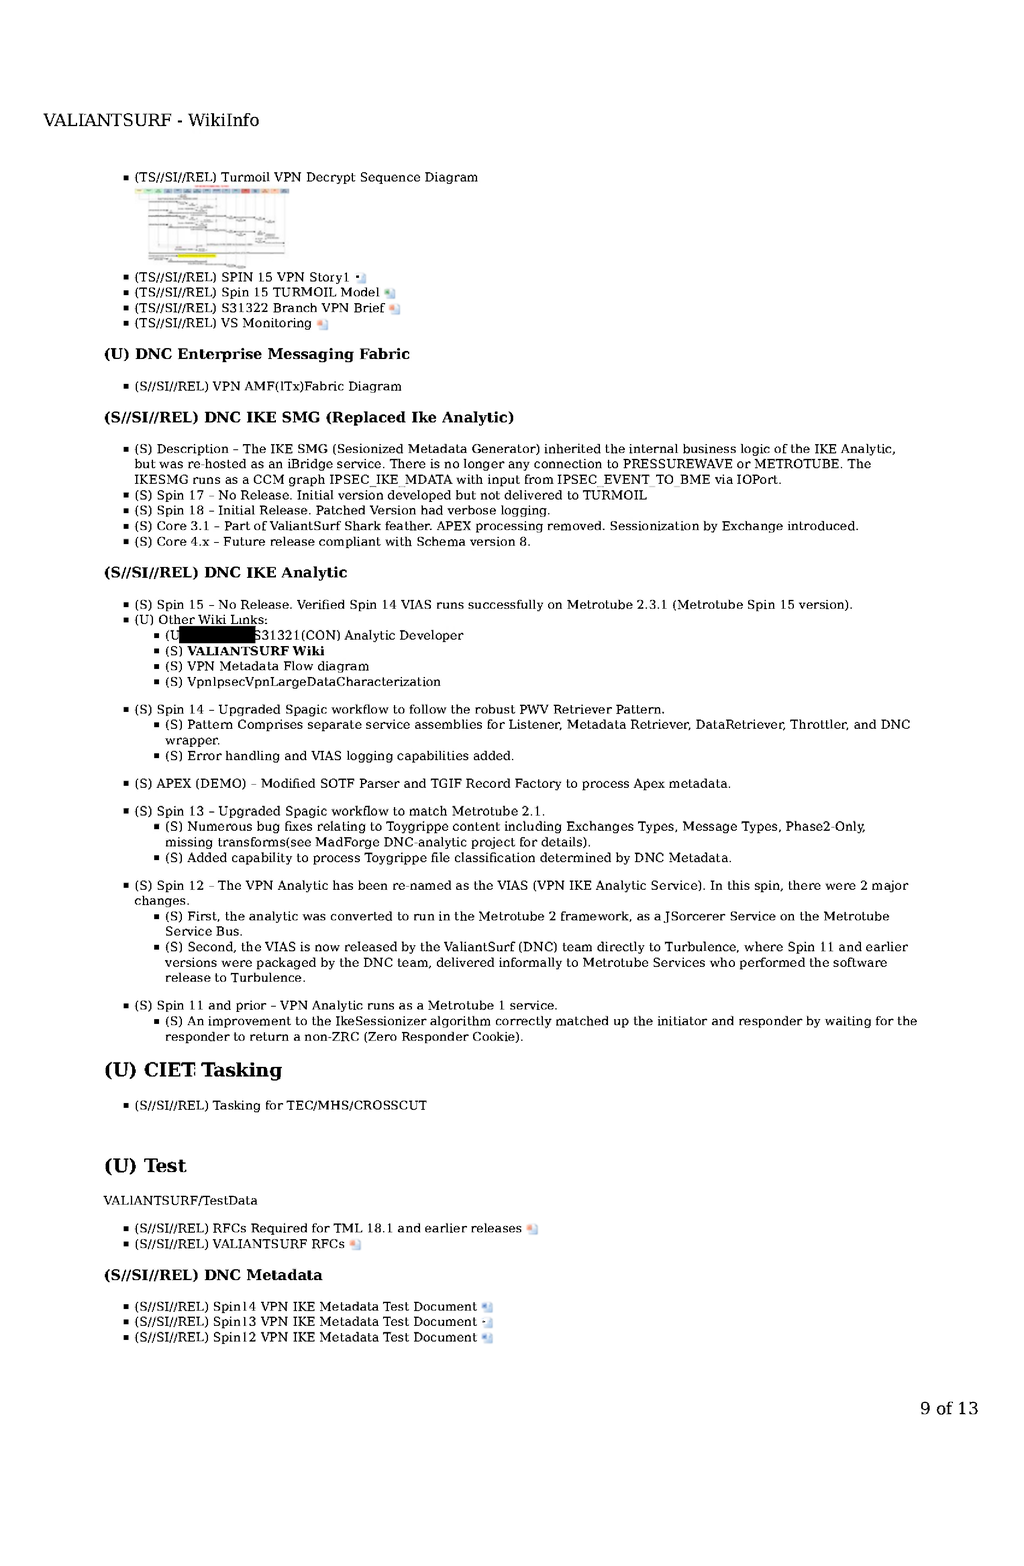 VALIANTSURF - WikiInfo
(TS//SI//REL) Turmoil VPN Decrypt Sequence Diagram
(TS//SI//REL) SPIN 15 VPN Story1
(TS//SI//REL) Spin 15 TURMOIL Model
(TS//SI//REL) S31322 Branch VPN Brief
(TS//SI//REL) VS Monitoring
(U) DNC Enterprise Messaging Fabric
(S//SI//REL) VPN AMF(ITx)Fabric Diagram
(S//SI//REL) DNC IKE SMG (Replaced Ike Analytic)
(S) Description – The IKE SMG (Sesionized Metadata Generator) inherited the internal business logic of the IKE Analytic,
but was re-hosted as an iBridge service. There is no longer any connection to PRESSUREWAVE or METROTUBE. The
IKESMG runs as a CCM graph IPSEC_IKE_MDATA with input from IPSEC_EVENT_TO_BME via IOPort.
(S) Spin 17 – No Release. Initial version developed but not delivered to TURMOIL
(S) Spin 18 – Initial Release. Patched Version had verbose logging.
(S) Core 3.1 – Part of ValiantSurf Shark feather. APEX processing removed. Sessionization by Exchange introduced.
(S) Core 4.x – Future release compliant with Schema version 8.
(S//SI//REL) DNC IKE Analytic
(S) Spin 15 – No Release. Verified Spin 14 VIAS runs successfully on Metrotube 2.3.1 (Metrotube Spin 15 version).
(U) Other Wiki Links:
(U S31321(CON) Analytic Developer
(S) VALIANTSURF Wiki
(S) VPN Metadata Flow diagram
(S) VpnIpsecVpnLargeDataCharacterization
(S) Spin 14 – Upgraded Spagic workflow to follow the robust PWV Retriever Pattern.
(S) Pattern Comprises separate service assemblies for Listener, Metadata Retriever, DataRetriever, Throttler, and DNC
wrapper.
(S) Error handling and VIAS logging capabilities added.
(S) APEX (DEMO) – Modified SOTF Parser and TGIF Record Factory to process Apex metadata.
(S) Spin 13 – Upgraded Spagic workflow to match Metrotube 2.1.
(S) Numerous bug fixes relating to Toygrippe content including Exchanges Types, Message Types, Phase2-Only,
missing transforms(see MadForge DNC-analytic project for details).
(S) Added capability to process Toygrippe file classification determined by DNC Metadata.
(S) Spin 12 – The VPN Analytic has been re-named as the VIAS (VPN IKE Analytic Service). In this spin, there were 2 major
changes.
(S) First, the analytic was converted to run in the Metrotube 2 framework, as a JSorcerer Service on the Metrotube
Service Bus.
(S) Second, the VIAS is now released by the ValiantSurf (DNC) team directly to Turbulence, where Spin 11 and earlier
versions were packaged by the DNC team, delivered informally to Metrotube Services who performed the software
release to Turbulence.
(S) Spin 11 and prior – VPN Analytic runs as a Metrotube 1 service.
(S) An improvement to the IkeSessionizer algorithm correctly matched up the initiator and responder by waiting for the
responder to return a non-ZRC (Zero Responder Cookie).
(U) CIET Tasking
(S//SI//REL) Tasking for TEC/MHS/CROSSCUT
(U) Test
VALIANTSURF/TestData
(S//SI//REL) RFCs Required for TML 18.1 and earlier releases
(S//SI//REL) VALIANTSURF RFCs
(S//SI//REL) DNC Metadata
(S//SI//REL) Spin14 VPN IKE Metadata Test Document
(S//SI//REL) Spin13 VPN IKE Metadata Test Document
(S//SI//REL) Spin12 VPN IKE Metadata Test Document
9 of 13